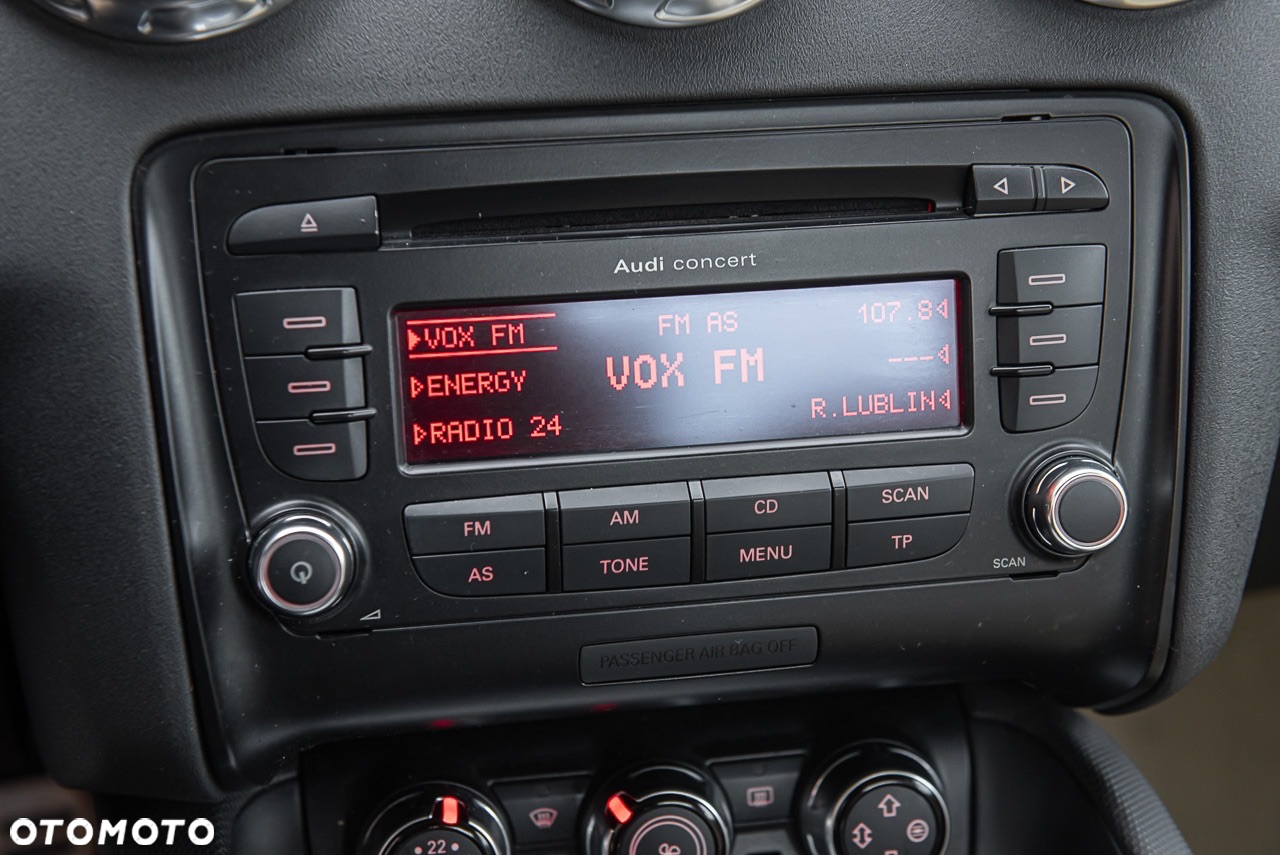 Audi concert
FM AS
107.8
VOX FM
VOX FM
ENERGY
---
RADIO 24
R.LUBLIN
FM
AM
CD
SCAN
AS
TONE
MENU
TP
SCAN
PASSENGER AIR BAG OFF
22
OTOMOTO